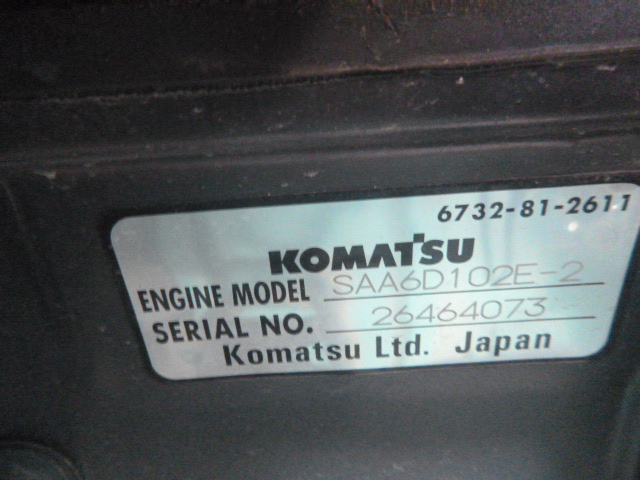 6732-81-2611
KOMATSU
ENGINE MODEL SAA6D102E-2
SERIAL NO. 26464073
Komatsu Ltd. Japan